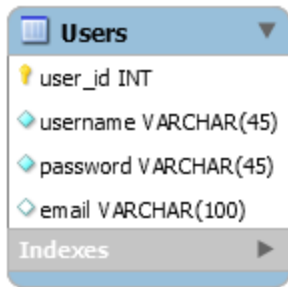 Users
user_id INT
username VARCHAR(45)
password VARCHAR(45)
email VARCHAR(100)
Indexes